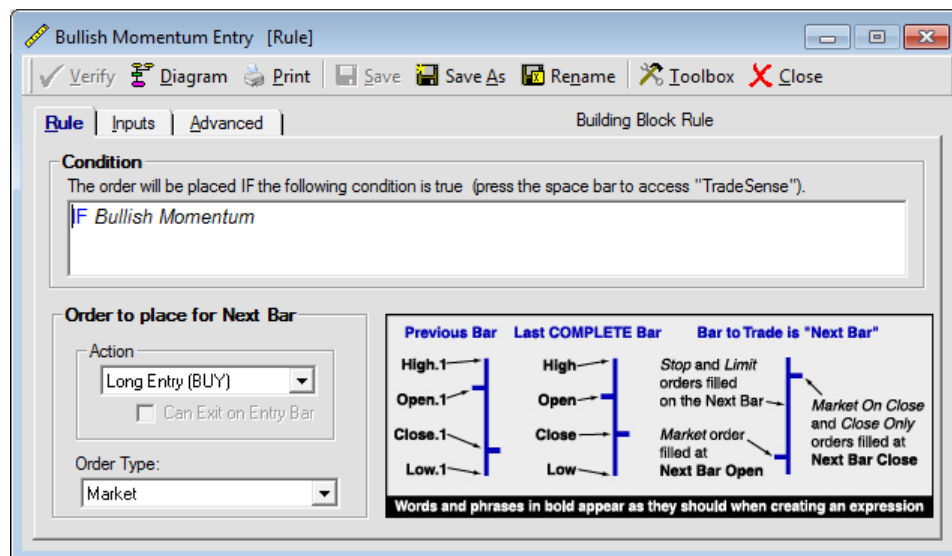 Bullish Momentum Entry [Rule]
Verify Diagram Print Save Save As Rename Toolbox Close
Rule Inputs Advanced Building Block Rule
Condition
The order will be placed IF the following condition is true (press the space bar to access "TradeSense").
IF Bullish Momentum
Order to place for Next Bar
Action
Long Entry (BUY)
Can Exit on Entry Bar
Order Type:
Market
Previous Bar Last COMPLETE Bar Bar to Trade is "Next Bar"
High.1
Open.1
Close.1
Low.1
High
Open
Close
Low
Stop and Limit
orders filled
on the Next Bar
Market order
filled at
Next Bar Open
Market On Close
and Close Only
orders filled at
Next Bar Close
Words and phrases in bold appear as they should when creating an expression